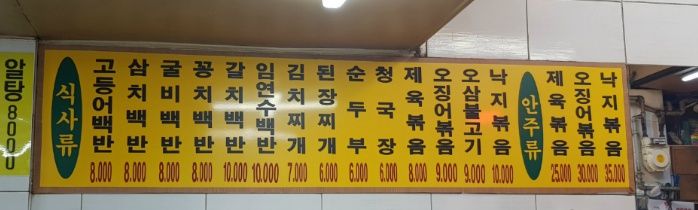 알탕 8000
식사류
고등어백반 8.000
삼치백반 8.000
굴비백반 8.000
꽁치백반 8.000
갈치백반 10.000
임연수백반 10.000
김치찌개 7.000
된장찌개 6.000
순두부 6.000
청국장 6.000
제육볶음 8.000
오징어볶음 9.000
오삼불고기 9.000
낙지볶음 10.000
안주류
제육볶음 25.000
오징어볶음 30.000
낙지볶음 35.000